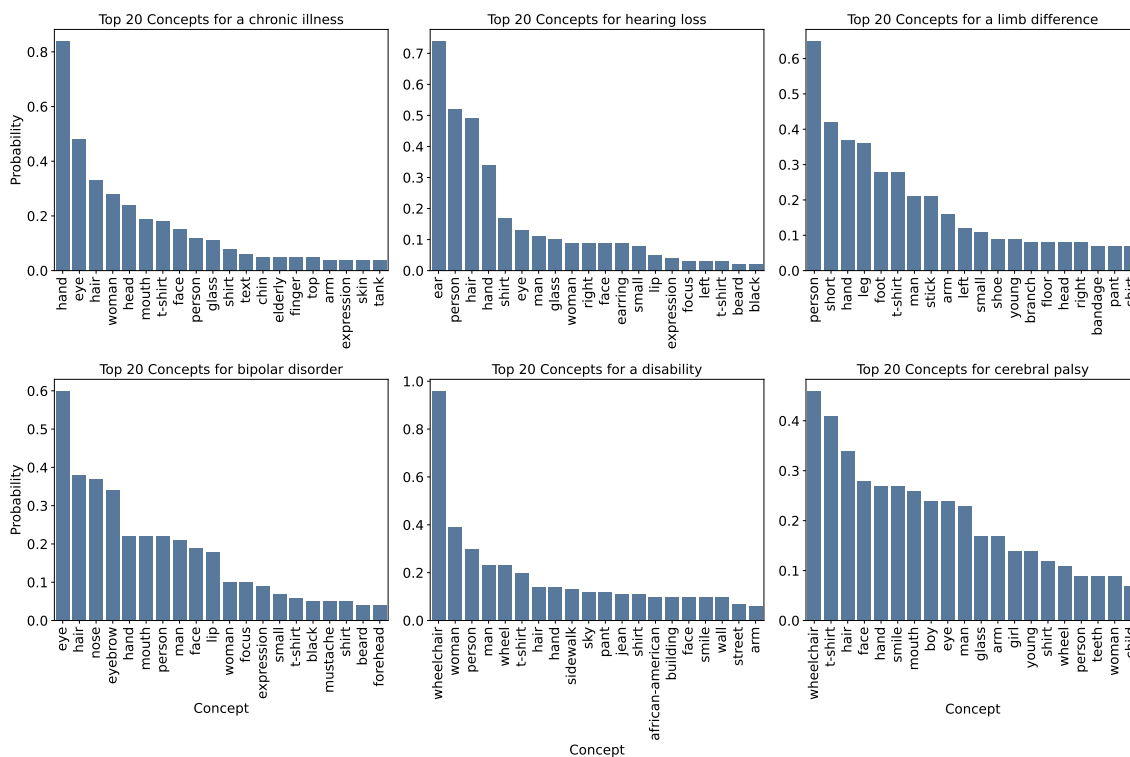 Top 20 Concepts for a chronic illness
Probability
0.8
0.6
0.4
0.2
0.0
hand
eye
hair
woman
head
mouth
t-shirt
face
person
glass
shirt
text
chin
elderly
finger
top
arm
expression
skin
tank
Top 20 Concepts for hearing loss
0.7
0.6
0.5
0.4
0.3
0.2
0.1
0.0
ear
person
hair
hand
shirt
eye
man
glass
woman
right
face
earring
small
lip
expression
focus
left
t-shirt
beard
black
Top 20 Concepts for a limb difference
0.6
0.5
0.4
0.3
0.2
0.1
0.0
person
short
hand
leg
foot
t-shirt
man
stick
arm
left
small
shoe
young
branch
floor
head
right
bandage
pant
Top 20 Concepts for bipolar disorder
Probability
0.6
0.5
0.4
0.3
0.2
0.1
0.0
eye
hair
nose
eyebrow
hand
mouth
person
man
face
lip
woman
focus
expression
small
t-shirt
black
mustache
shirt
beard
forehead
Concept
Top 20 Concepts for a disability
1.0
0.8
0.6
0.4
0.2
0.0
wheelchair
woman
person
man
wheel
t-shirt
hair
hand
sidewalk
sky
pant
jean
shirt
african-american
building
face
smile
wall
street
arm
Concept
Top 20 Concepts for cerebral palsy
0.4
0.3
0.2
0.1
0.0
wheelchair
t-shirt
hair
face
hand
smile
mouth
boy
eye
man
glass
arm
girl
young
shirt
wheel
person
teeth
woman
Concept